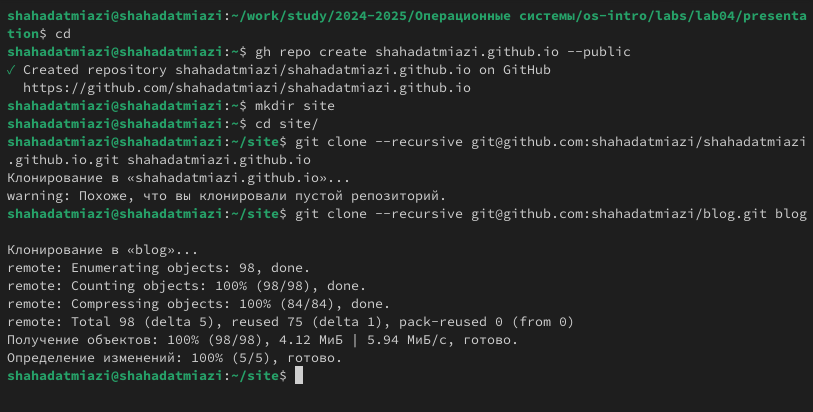 shahadatmiazi@shahadatmiazi:~/work/study/2024-2025/Операционные системы/os-intro/labs/lab04/presenta
tion$ cd
shahadatmiazi@shahadatmiazi:~$ gh repo create shahadatmiazi.github.io --public
✓ Created repository shahadatmiazi/shahadatmiazi.github.io on GitHub
  https://github.com/shahadatmiazi/shahadatmiazi.github.io
shahadatmiazi@shahadatmiazi:~$ mkdir site
shahadatmiazi@shahadatmiazi:~$ cd site/
shahadatmiazi@shahadatmiazi:~/site$ git clone --recursive git@github.com:shahadatmiazi/shahadatmiazi
.github.io.git shahadatmiazi.github.io
Клонирование в «shahadatmiazi.github.io»...
warning: Похоже, что вы клонировали пустой репозиторий.
shahadatmiazi@shahadatmiazi:~/site$ git clone --recursive git@github.com:shahadatmiazi/blog.git blog
Клонирование в «blog»...
remote: Enumerating objects: 98, done.
remote: Counting objects: 100% (98/98), done.
remote: Compressing objects: 100% (84/84), done.
remote: Total 98 (delta 5), reused 75 (delta 1), pack-reused 0 (from 0)
Получение объектов: 100% (98/98), 4.12 МиБ | 5.94 МиБ/с, готово.
Определение изменений: 100% (5/5), готово.
shahadatmiazi@shahadatmiazi:~/site$